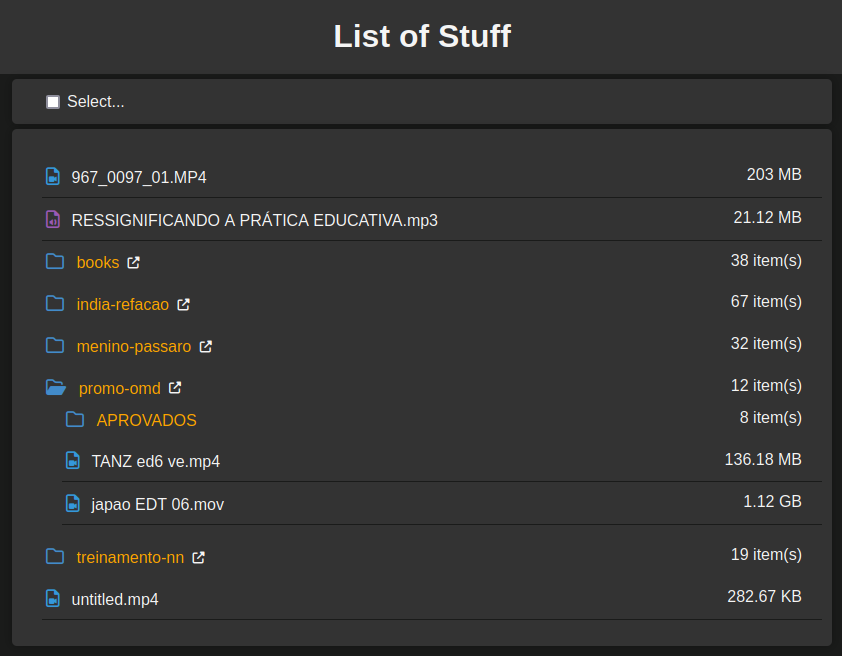 List of Stuff
Select...
967_0097_01.MP4 203 MB
RESSIGNIFICANDO A PRÁTICA EDUCATIVA.mp3 21.12 MB
books 38 item(s)
india-refacao 67 item(s)
menino-passaro 32 item(s)
promo-omd 12 item(s)
APROVADOS 8 item(s)
TANZ ed6 ve.mp4 136.18 MB
japao EDT 06.mov 1.12 GB
treinamento-nn 19 item(s)
untitled.mp4 282.67 KB